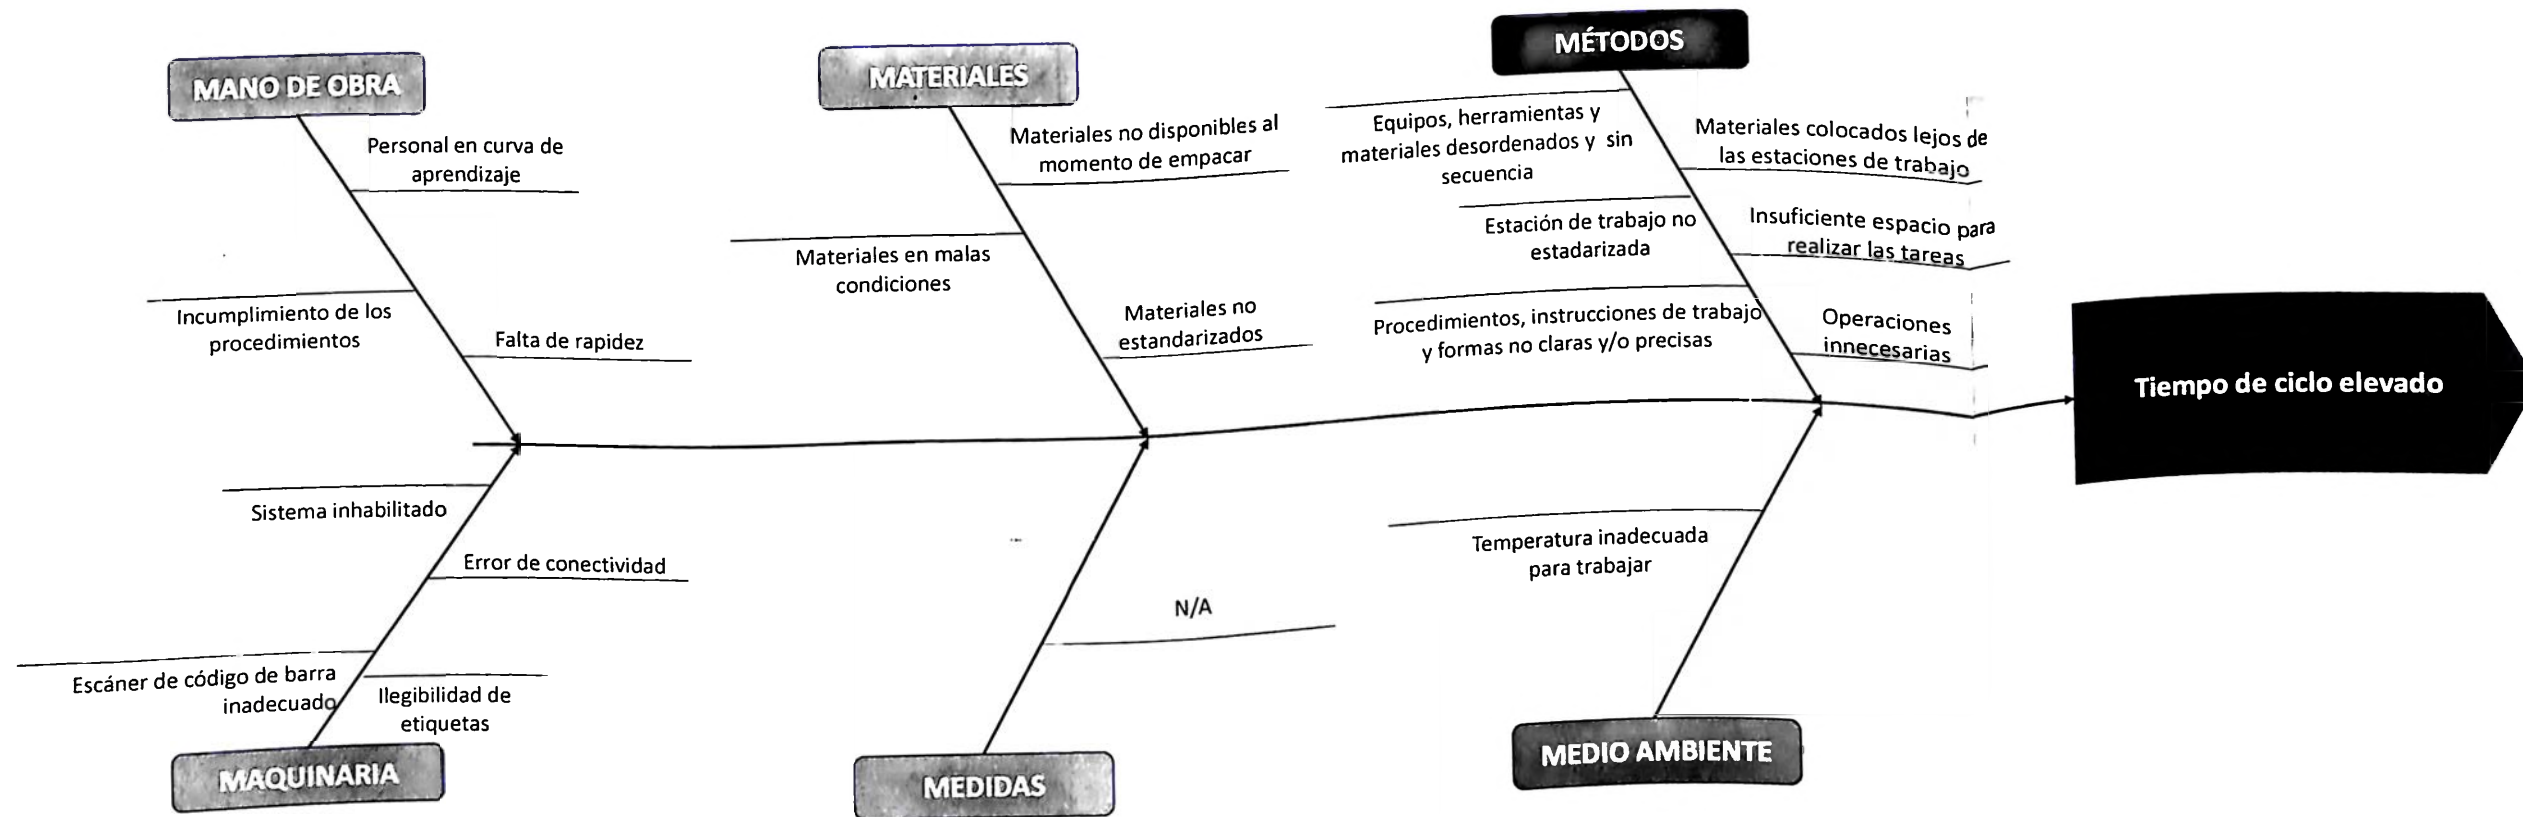 MANO DE OBRA
Personal en curva de
aprendizaje
Incumplimiento de los
procedimientos
Falta de rapidez
MATERIALES
Materiales no disponibles al
momento de empacar
Materiales en malas
condiciones
Materiales no
estandarizados
MÉTODOS
Equipos, herramientas y
materiales desordenados y sin
secuencia
Materiales colocados lejos de
las estaciones de trabajo
Estación de trabajo no
estadarizada
Insuficiente espacio para
realizar las tareas
Procedimientos, instrucciones de trabajo
y formas no claras y/o precisas
Operaciones
innecesarias
Tiempo de ciclo elevado
Sistema inhabilitado
Error de conectividad
Escáner de código de barra
inadecuado
Ilegibilidad de
etiquetas
MAQUINARIA
N/A
MEDIDAS
Temperatura inadecuada
para trabajar
MEDIO AMBIENTE